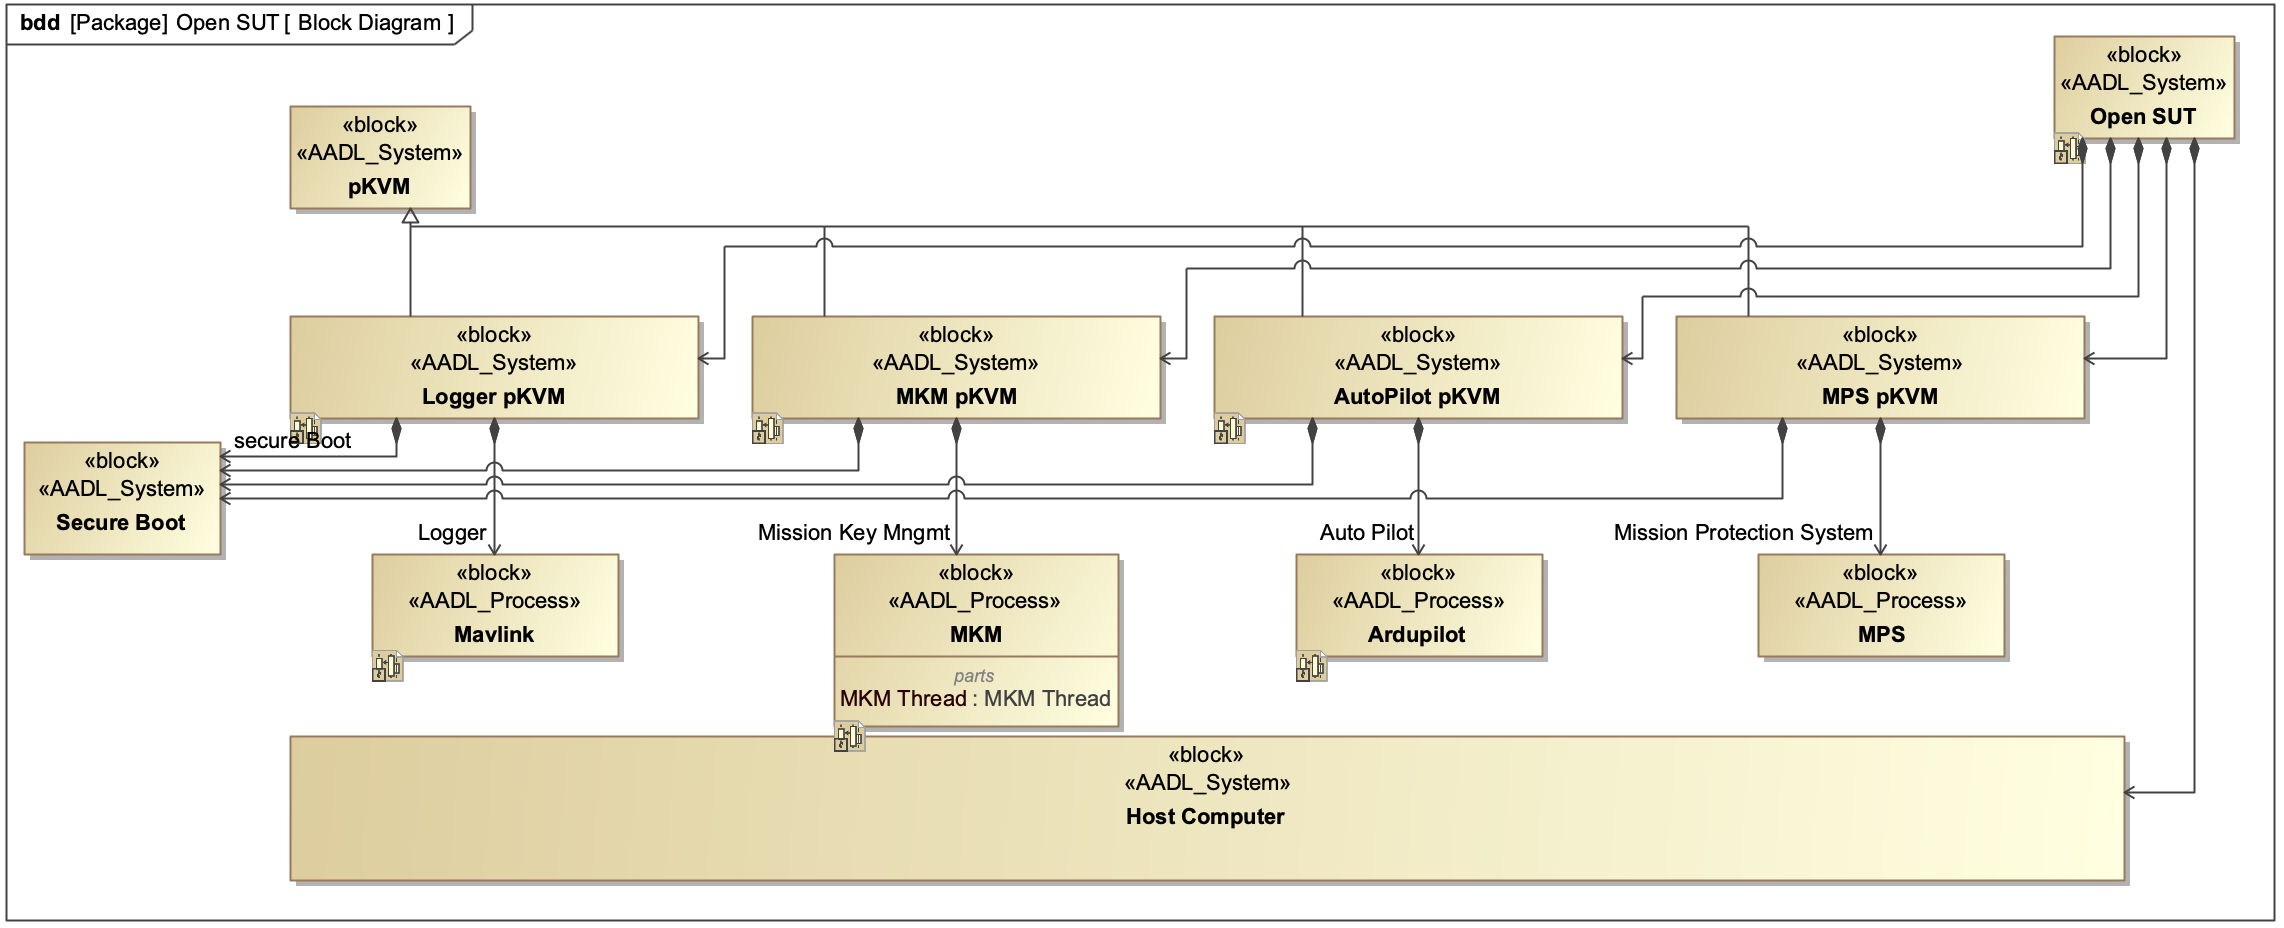 bdd [Package] Open SUT [ Block Diagram ]
«block»
«AADL_System»
Open SUT
«block»
«AADL_System»
pKVM
«block»
«AADL_System»
Logger pKVM
«block»
«AADL_System»
MKM pKVM
«block»
«AADL_System»
AutoPilot pKVM
«block»
«AADL_System»
MPS pKVM
secure Boot
«block»
«AADL_System»
Secure Boot
Logger
Mission Key Mngmt
Auto Pilot
Mission Protection System
«block»
«AADL_Process»
Mavlink
«block»
«AADL_Process»
MKM
parts
MKM Thread : MKM Thread
«block»
«AADL_Process»
Ardupilot
«block»
«AADL_Process»
MPS
«block»
«AADL_System»
Host Computer